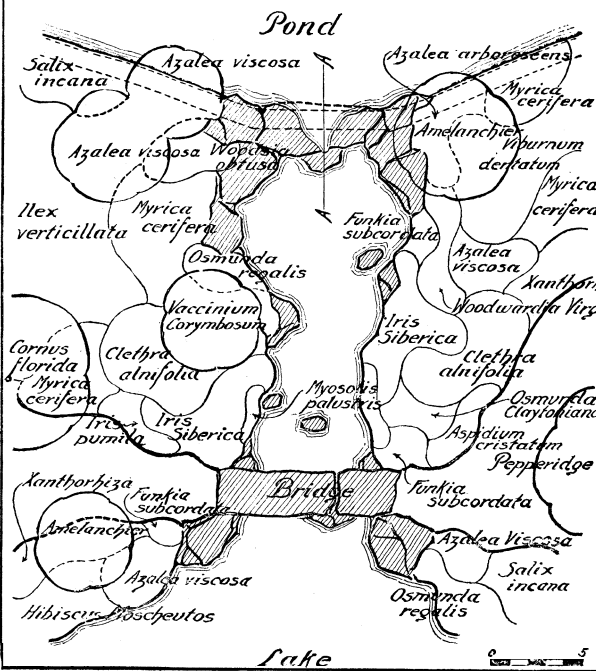 Pond
Azalea viscosa
A
Azalea arboroscens
Salix
incana
Myrica
cerifera
Amelanchier
Viburnum
dentatum
Azalea viscosa
Woodsia
obtusa
Myrica
cerifera
Ilex
verticillata
Myrica
cerifera
A
Funkia
subcordata
Osmunda
regalis
Azalea
viscosa
Xanthorh
Woodwardia Virg
Vaccinium
Corymbosum
Iris
Siberica
Cornus
florida
Myrica
cerifera
Clethra
alnifolia
Clethra
alnifolia
Myosotis
palustris
Osmunda
Claytoniana
Iris
pumila
Iris
Siberica
Aspidium
cristatum
Pepperidge
Xanthorhiza
Funkia
subcordata
Bridge
Funkia
subcordata
Amelanchier
Azalea Viscosa
Azalea viscosa
Salix
incana
Hibiscus Moscheutos
Osmunda
regalis
Lake
0 5